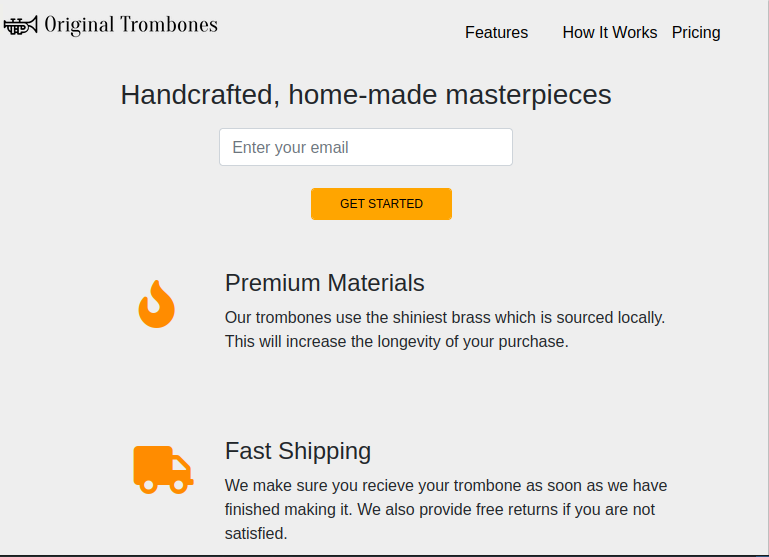 Original Trombones
Features How It Works Pricing
Handcrafted, home-made masterpieces
Enter your email
GET STARTED
Premium Materials
Our trombones use the shiniest brass which is sourced locally.
This will increase the longevity of your purchase.
Fast Shipping
We make sure you recieve your trombone as soon as we have
finished making it. We also provide free returns if you are not
satisfied.